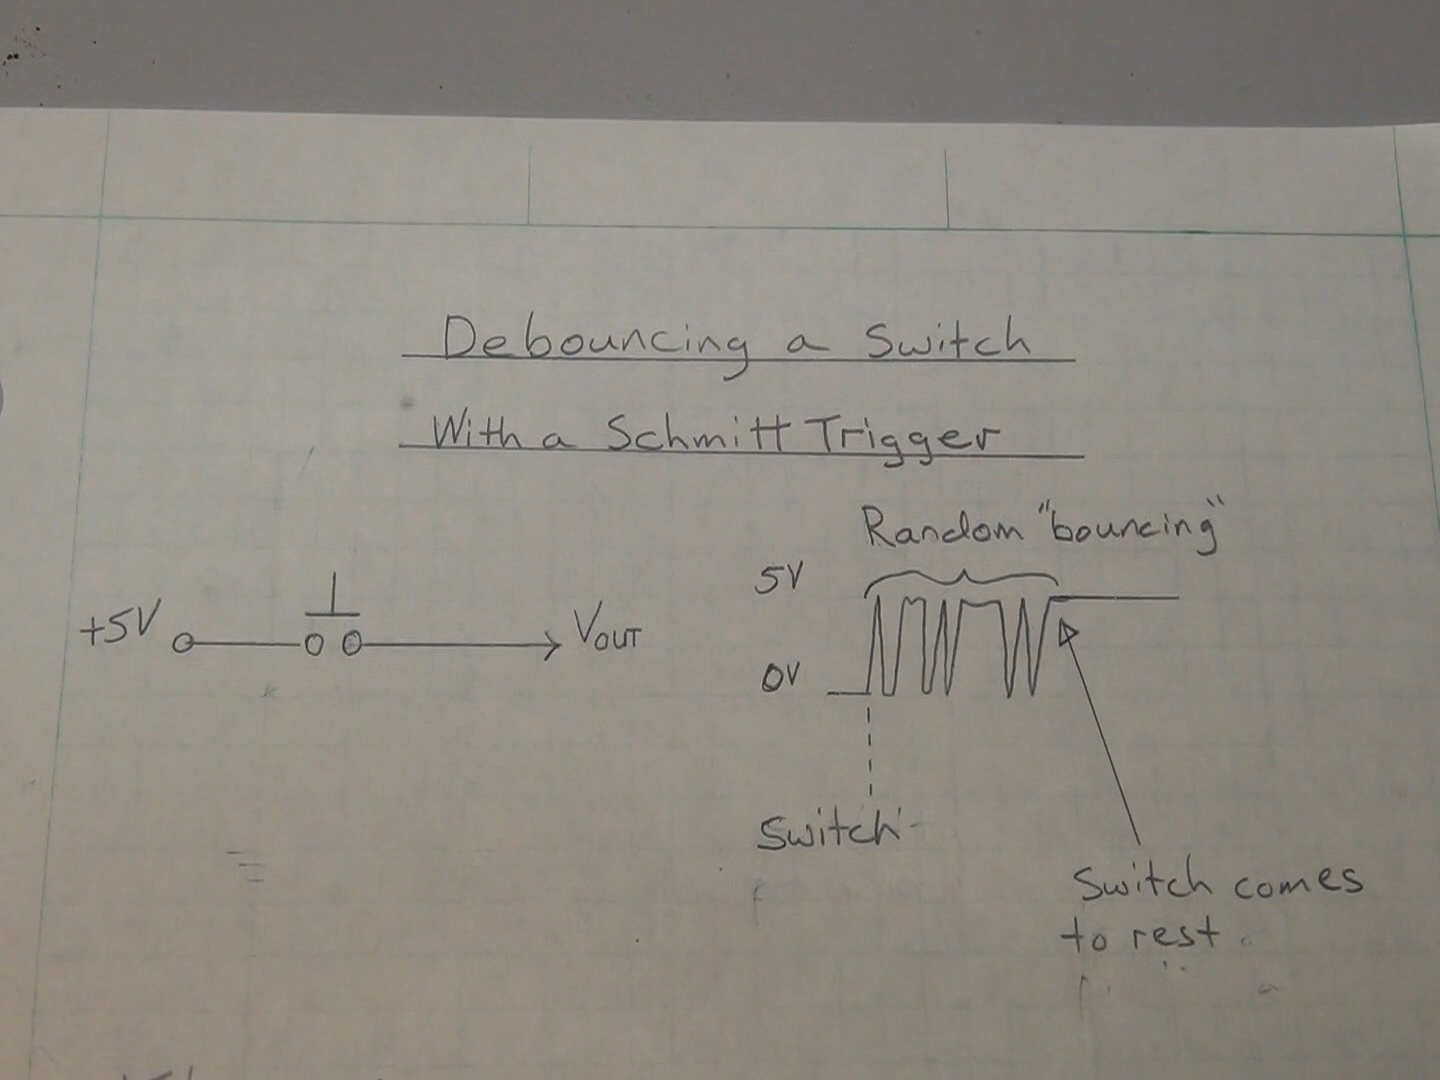 Debouncing a Switch
With a Schmitt Trigger
Random "bouncing"
5V
+5V
VOUT
0V
Switch
Switch comes
to rest